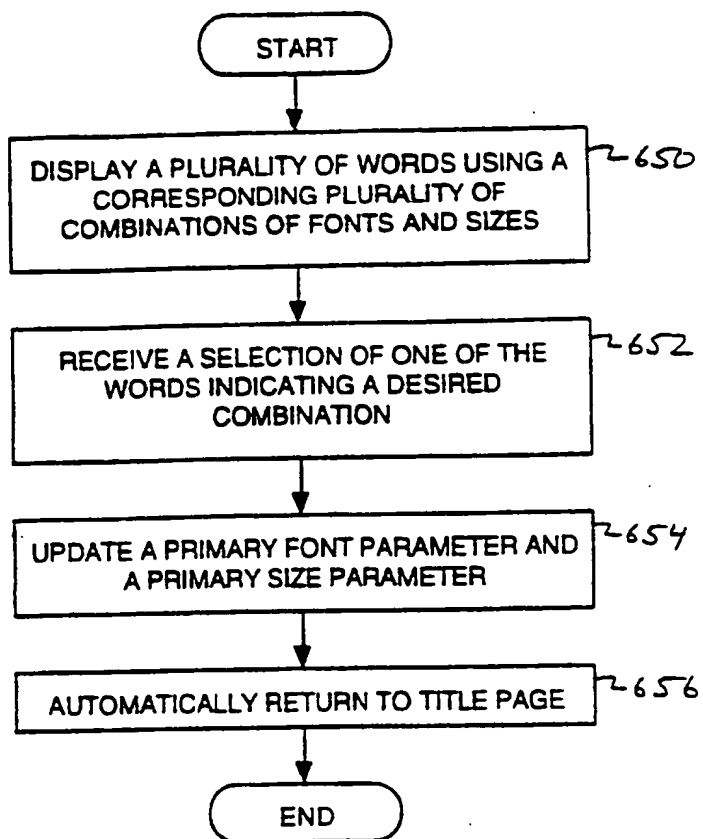 START
DISPLAY A PLURALITY OF WORDS USING A
CORRESPONDING PLURALITY OF
COMBINATIONS OF FONTS AND SIZES
650
RECEIVE A SELECTION OF ONE OF THE
WORDS INDICATING A DESIRED
COMBINATION
652
UPDATE A PRIMARY FONT PARAMETER AND
A PRIMARY SIZE PARAMETER
654
AUTOMATICALLY RETURN TO TITLE PAGE
656
END